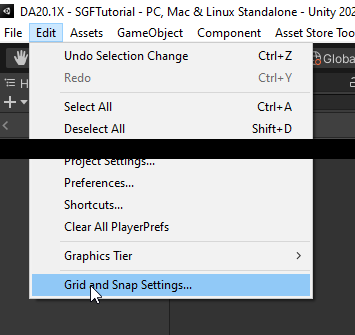 DA20.1X - SGFTutorial - PC, Mac & Linux Standalone - Unity 202
File Edit Assets GameObject Component Asset Store Too
Undo Selection Change Ctrl+Z
Global
Redo Ctrl+Y
Select All Ctrl+A
Deselect All Shift+D
Project Settings...
Preferences...
Shortcuts...
Clear All PlayerPrefs
Graphics Tier
Grid and Snap Settings...